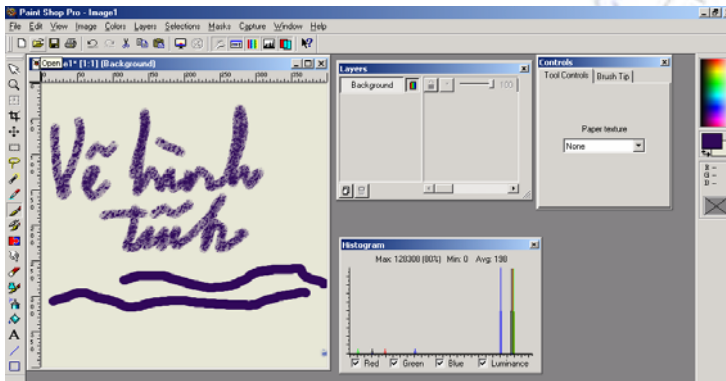 Paint Shop Pro - Image1
File Edit View Image Colors Layers Selections Masks Capture Window Help
Open e1* [1:1] (Background)
Vẽ hình
tĩnh
Layers
Background
100
Controls
Tool Controls Brush Tip
Paper texture
None
Histogram
Max: 128308 (80%) Min: 0 Avg: 198
Red Green Blue Luminance